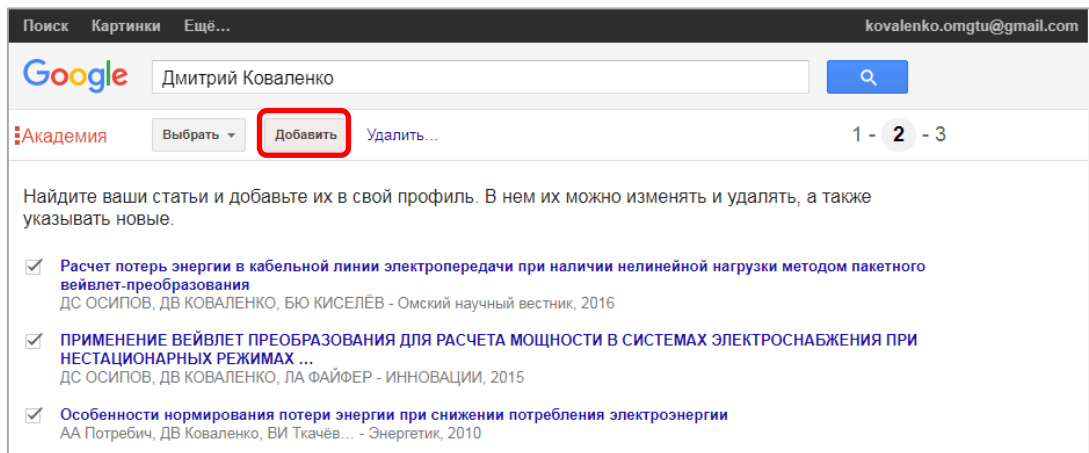 Поиск Картинки Ещё... kovalenko.omgtu@gmail.com
Google Дмитрий Коваленко
Академия Выбрать Добавить Удалить... 1 - 2 - 3
Найдите ваши статьи и добавьте их в свой профиль. В нем их можно изменять и удалять, а также
указывать новые.
Расчет потерь энергии в кабельной линии электропередачи при наличии нелинейной нагрузки методом пакетного
вейвлет-преобразования
ДС ОСИПОВ, ДВ КОВАЛЕНКО, БЮ КИСЕЛЁВ - Омский научный вестник, 2016
ПРИМЕНЕНИЕ ВЕЙВЛЕТ ПРЕОБРАЗОВАНИЯ ДЛЯ РАСЧЕТА МОЩНОСТИ В СИСТЕМАХ ЭЛЕКТРОСНАБЖЕНИЯ ПРИ
НЕСТАЦИОНАРНЫХ РЕЖИМАХ ...
ДС ОСИПОВ, ДВ КОВАЛЕНКО, ЛА ФАЙФЕР - ИННОВАЦИИ, 2015
Особенности нормирования потери энергии при снижении потребления электроэнергии
АА Потребич, ДВ Коваленко, ВИ Ткачёв... - Энергетик, 2010